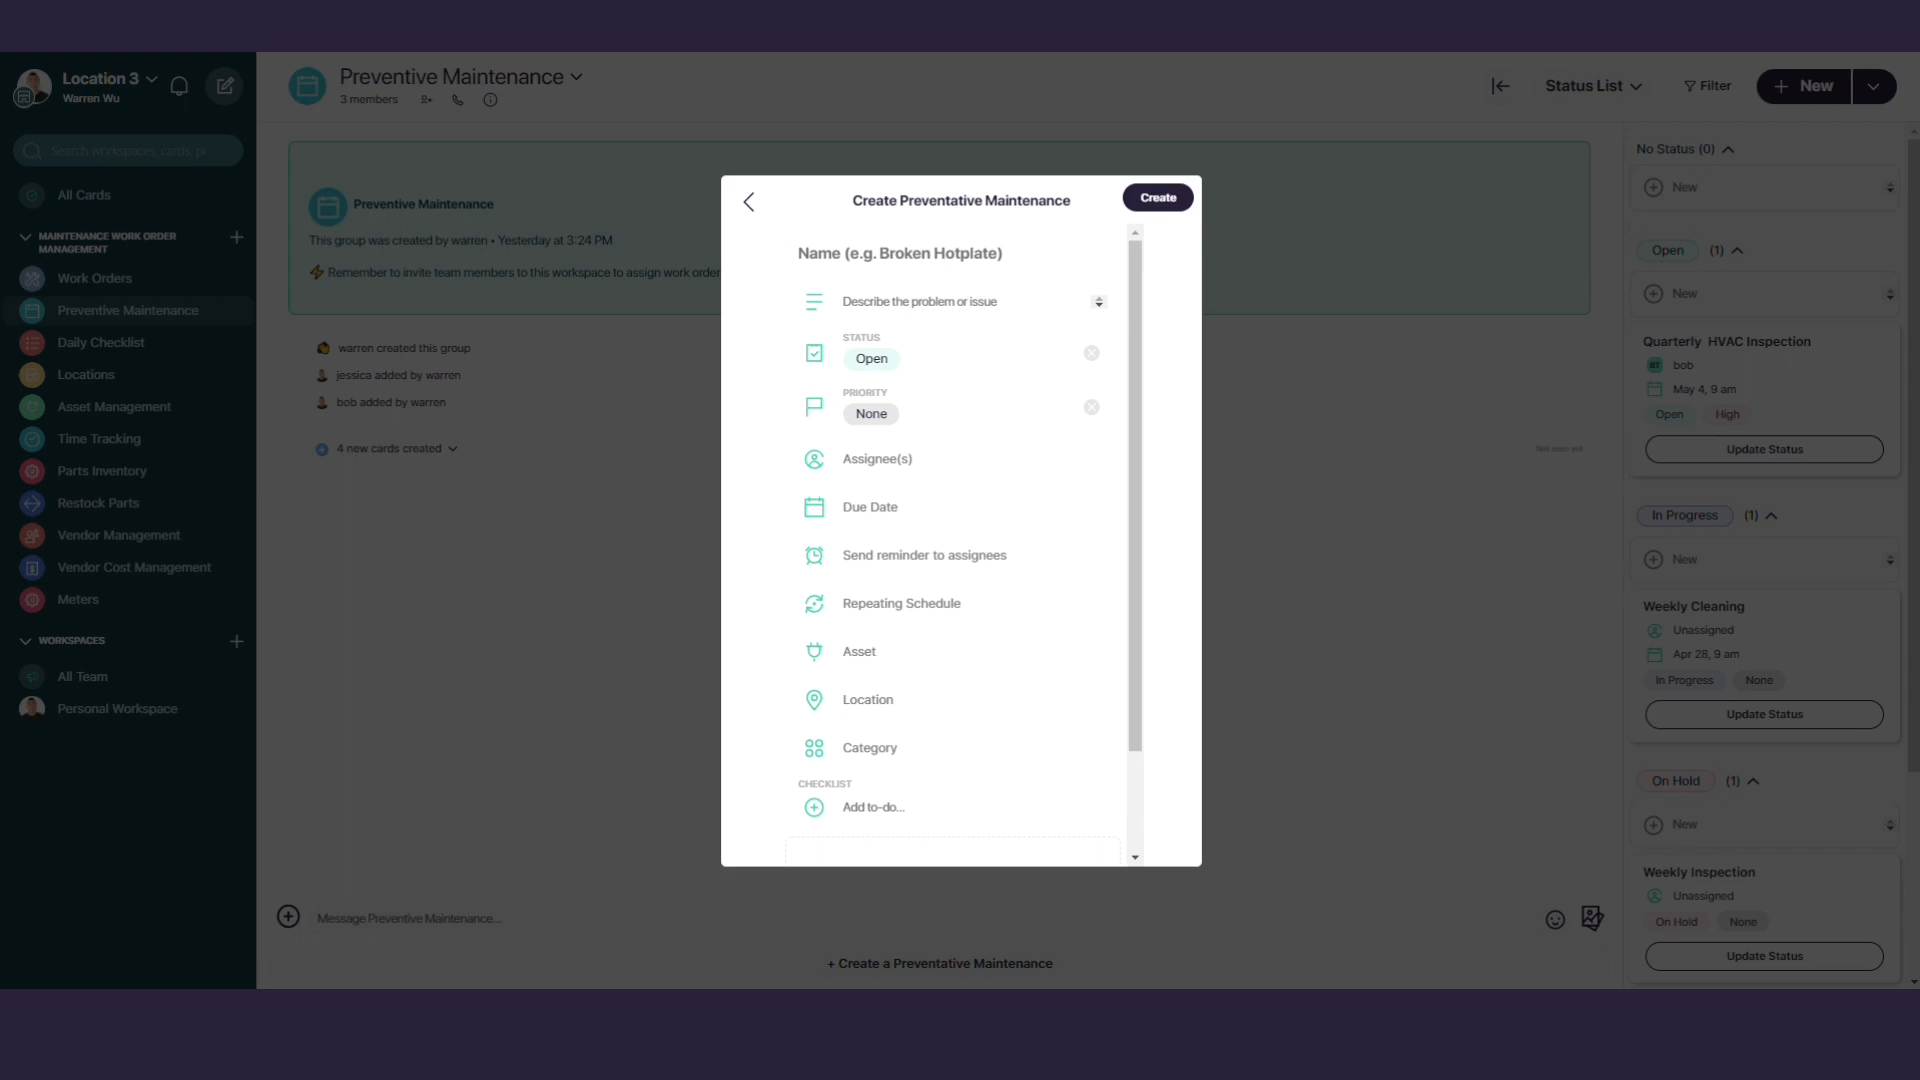 Location 3
Warren Wu
Search workspaces, cards, pe
All Cards
MAINTENANCE WORK ORDER
MANAGEMENT
Work Orders
Preventive Maintenance
Daily Checklist
Locations
Asset Management
Time Tracking
Parts Inventory
Restock Parts
Vendor Management
Vendor Cost Management
Meters
WORKSPACES
All Team
Personal Workspace
Preventive Maintenance
3 members
Status List
Filter
New
Preventive Maintenance
This group was created by warren • Yesterday at 3:24 PM
⚡ Remember to invite team members to this workspace to assign work order
warren created this group
jessica added by warren
bob added by warren
4 new cards created
Not seen yet
Message Preventive Maintenance...
+ Create a Preventative Maintenance
Create Preventative Maintenance
Create
Name (e.g. Broken Hotplate)
Describe the problem or issue
STATUS
Open
PRIORITY
None
Assignee(s)
Due Date
Send reminder to assignees
Repeating Schedule
Asset
Location
Category
CHECKLIST
Add to-do...
No Status (0)
New
Open (1)
New
Quarterly HVAC Inspection
BT bob
May 4, 9 am
Open High
Update Status
In Progress (1)
New
Weekly Cleaning
Unassigned
Apr 28, 9 am
In Progress None
Update Status
On Hold (1)
New
Weekly Inspection
Unassigned
On Hold None
Update Status